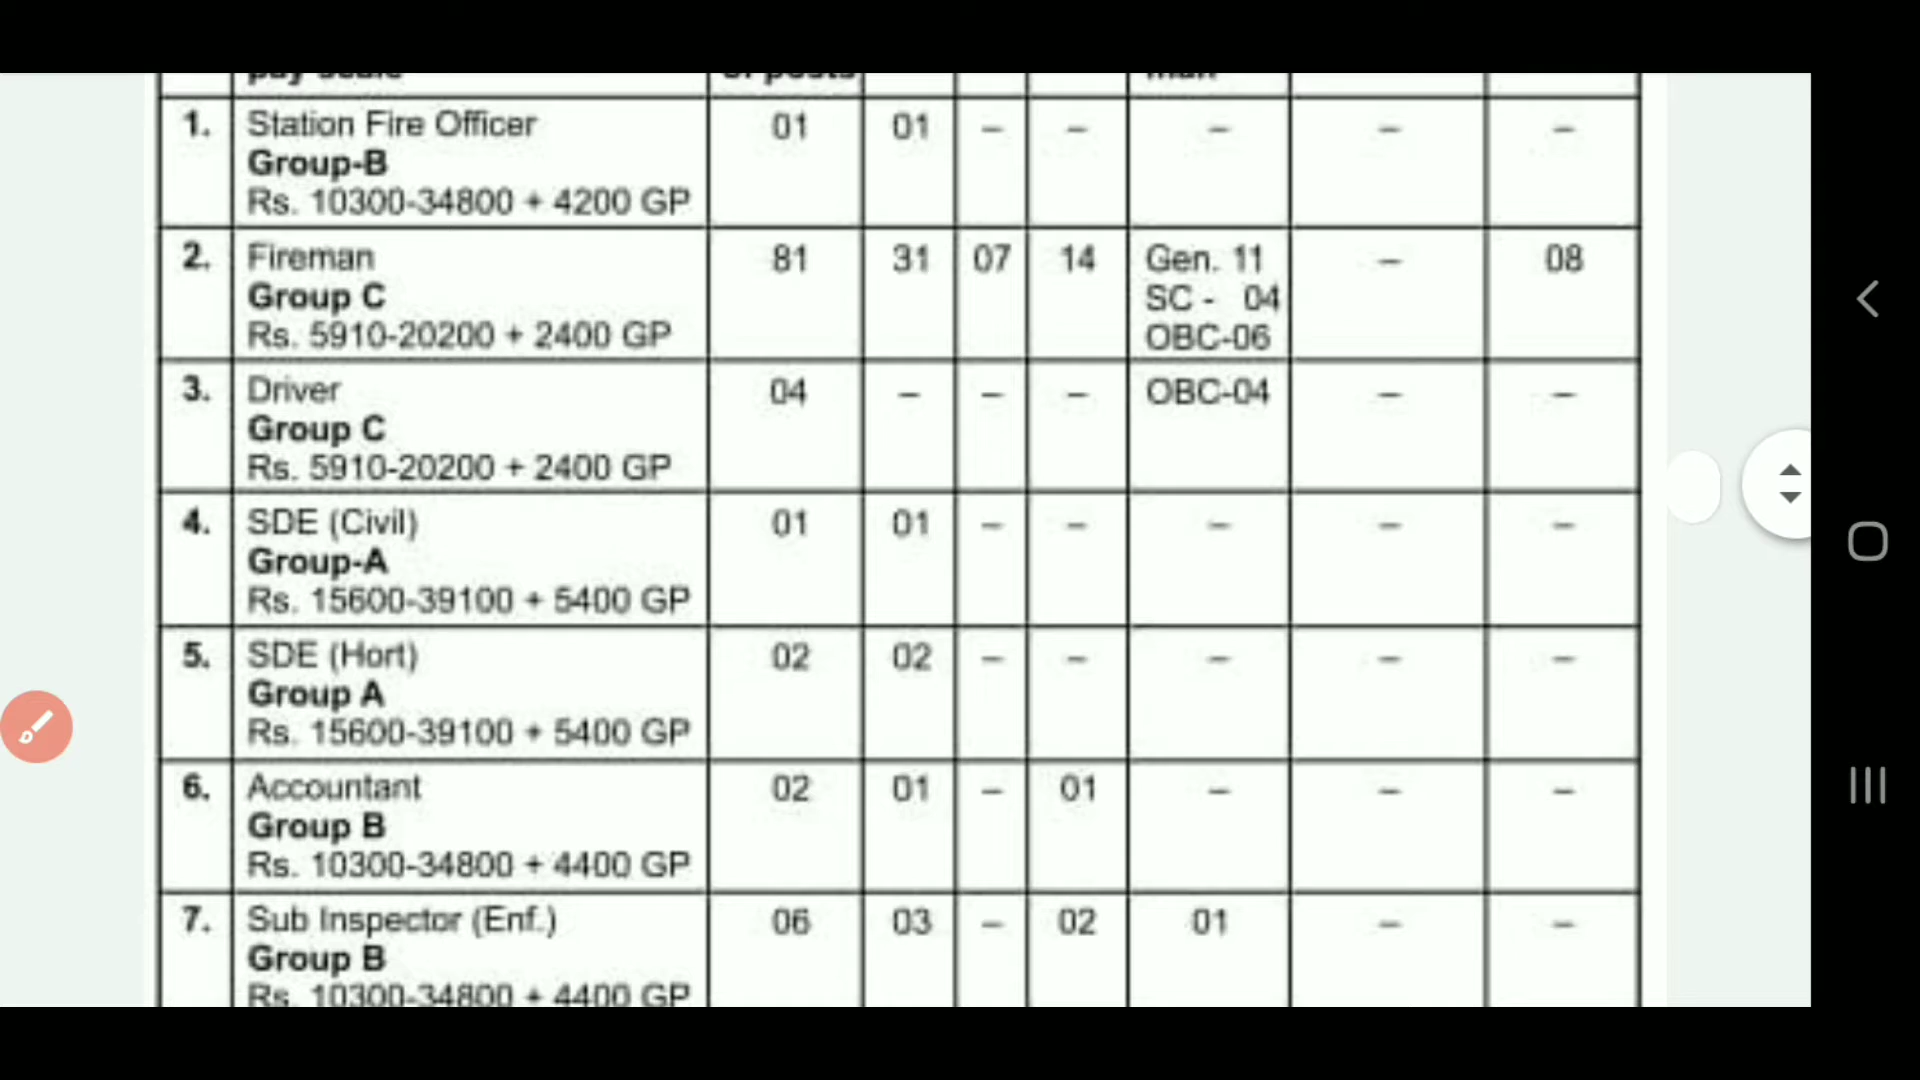 pay scale of posts man
1. Station Fire Officer 01 01 – – – – –
Group-B
Rs. 10300-34800 + 4200 GP
2. Fireman 81 31 07 14 Gen. 11 – 08
Group C SC - 04
Rs. 5910-20200 + 2400 GP OBC-06
3. Driver 04 – – – OBC-04 – –
Group C
Rs. 5910-20200 + 2400 GP
4. SDE (Civil) 01 01 – – – – –
Group-A
Rs. 15600-39100 + 5400 GP
5. SDE (Hort) 02 02 – – – – –
Group A
Rs. 15600-39100 + 5400 GP
6. Accountant 02 01 – 01 – – –
Group B
Rs. 10300-34800 + 4400 GP
7. Sub Inspector (Enf.) 06 03 – 02 01 – –
Group B
Rs. 10300-34800 + 4400 GP